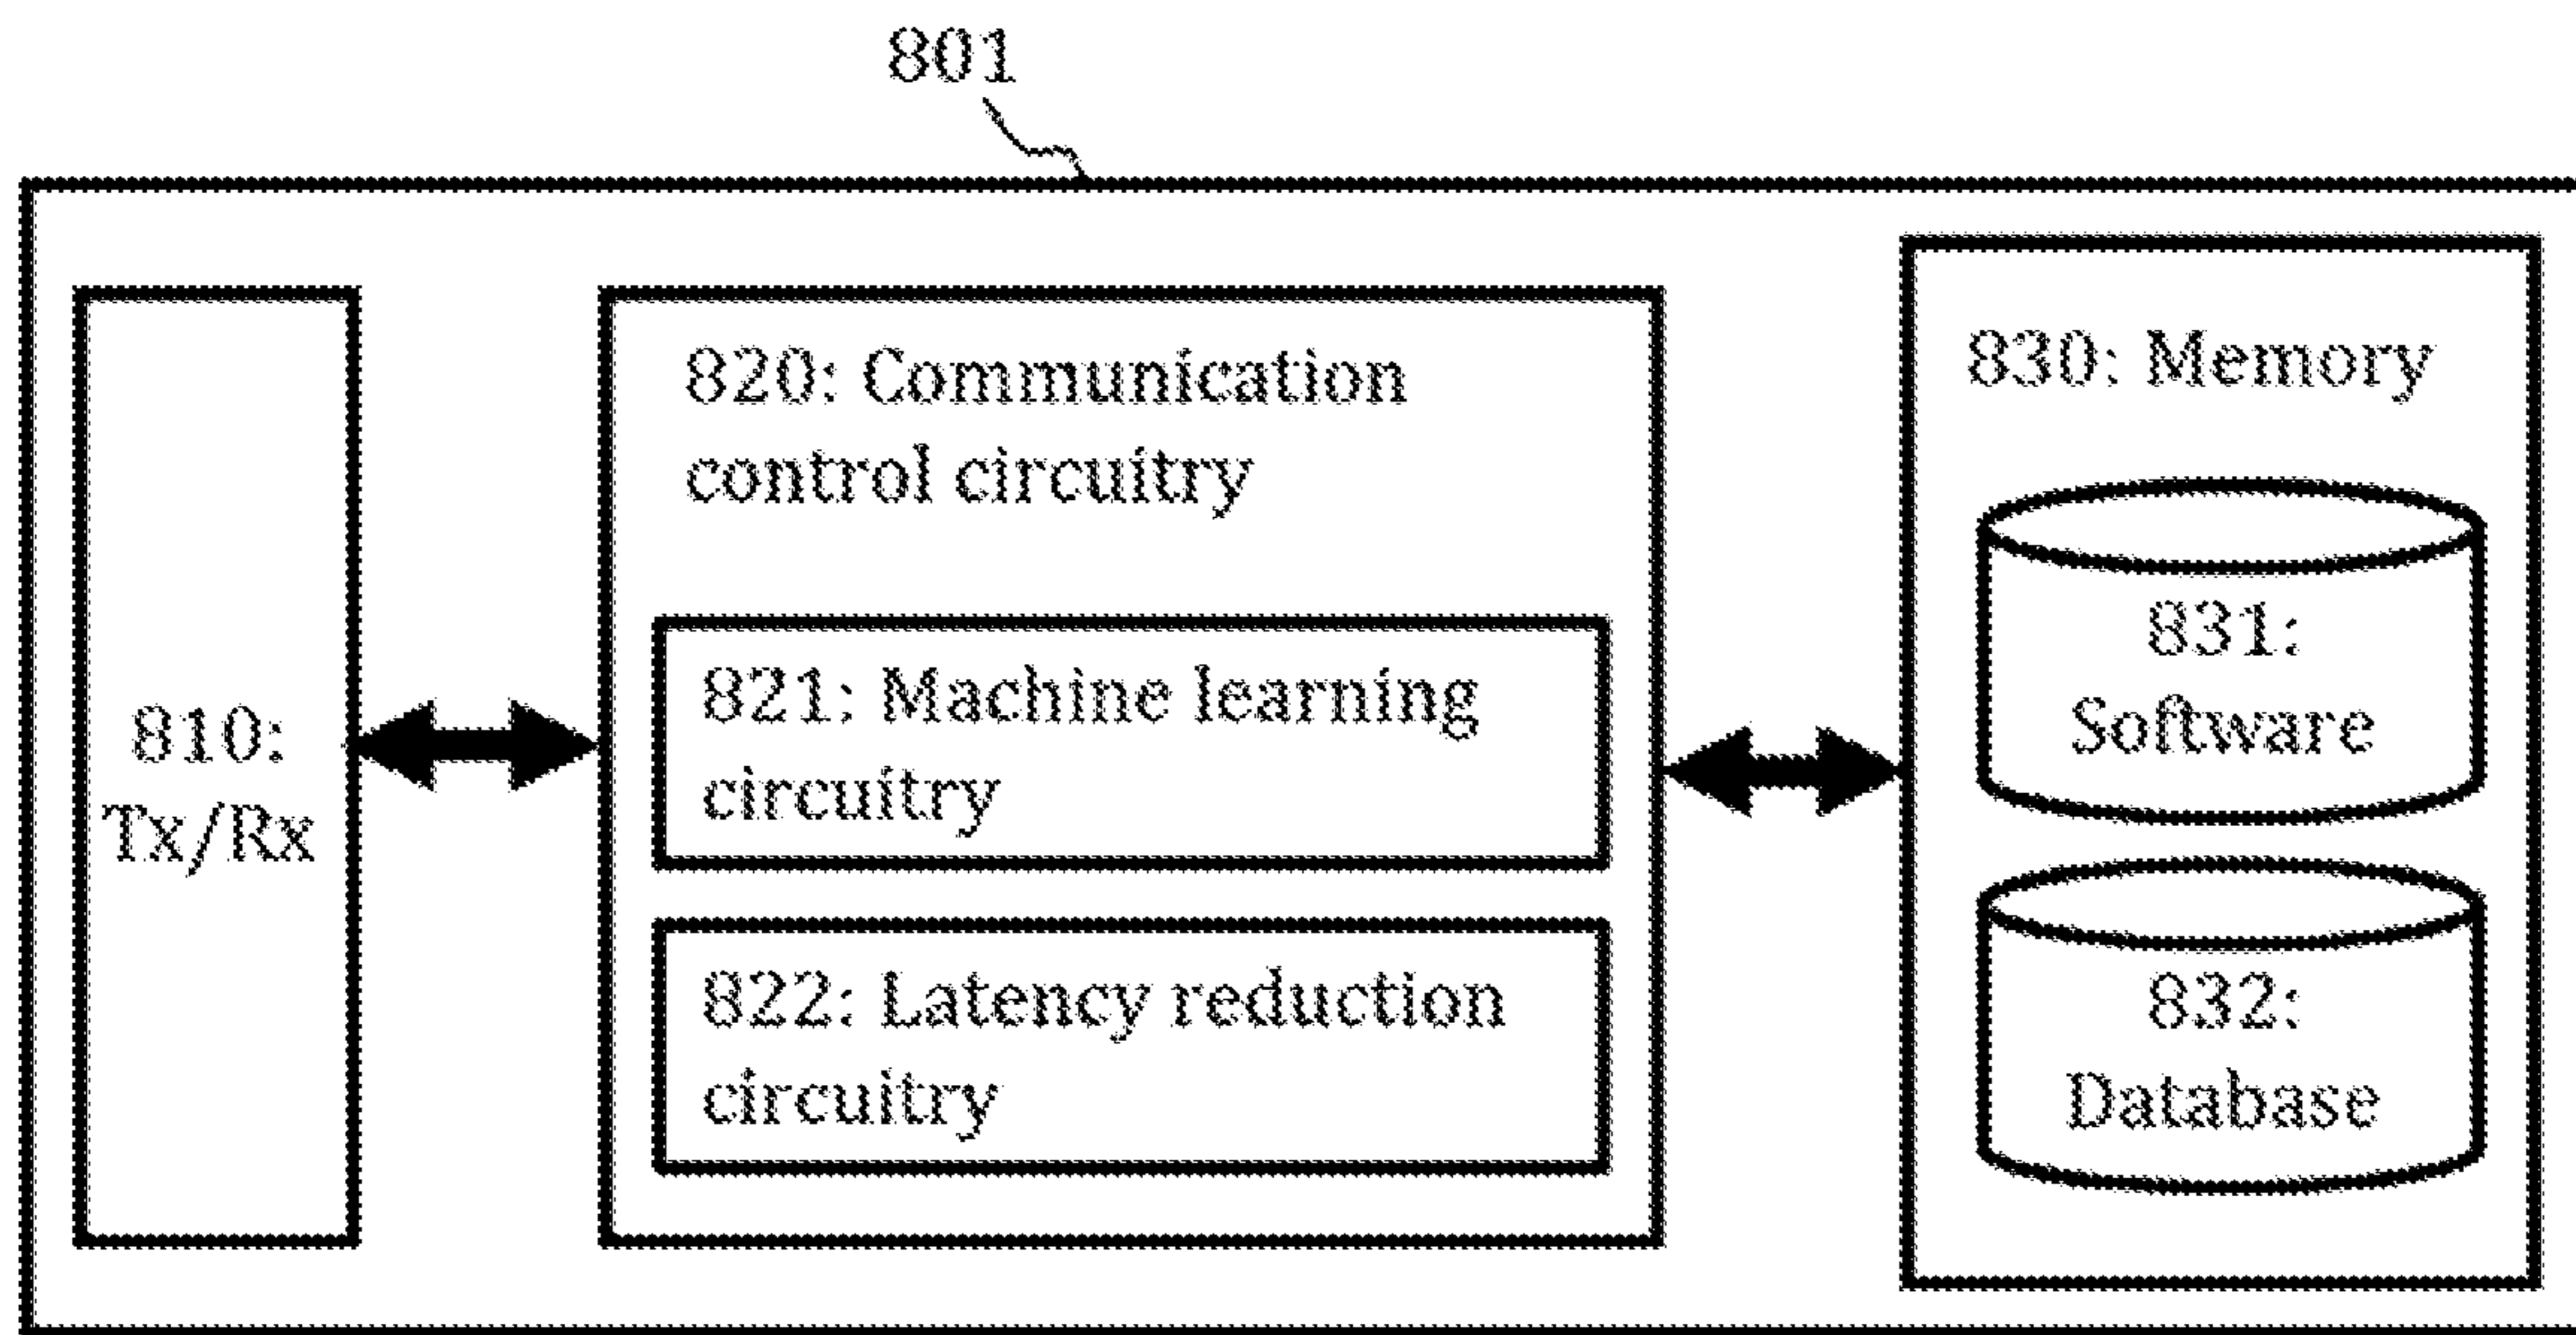 801
810:
Tx/Rx
820: Communication
control circuitry
821: Machine learning
circuitry
822: Latency reduction
circuitry
830: Memory
831:
Software
832:
Database